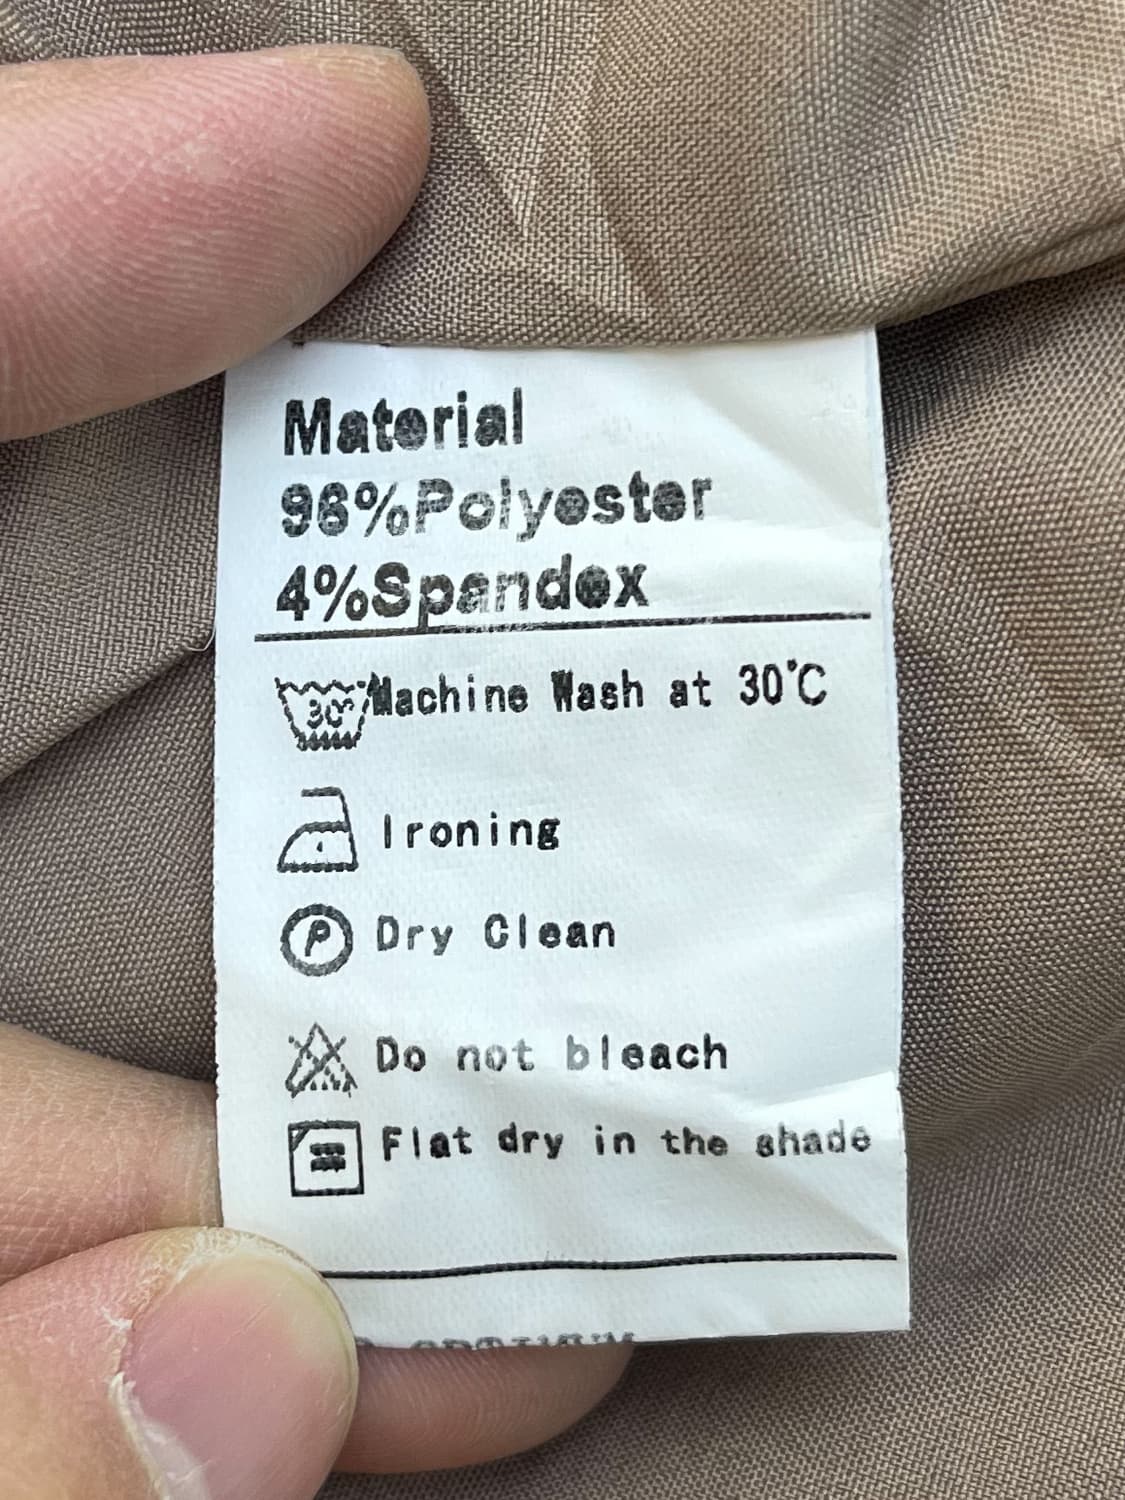 Material
96%Polyester
4%Spandex
30° Machine Wash at 30℃
Ironing
P Dry Clean
Do not bleach
Flat dry in the shade